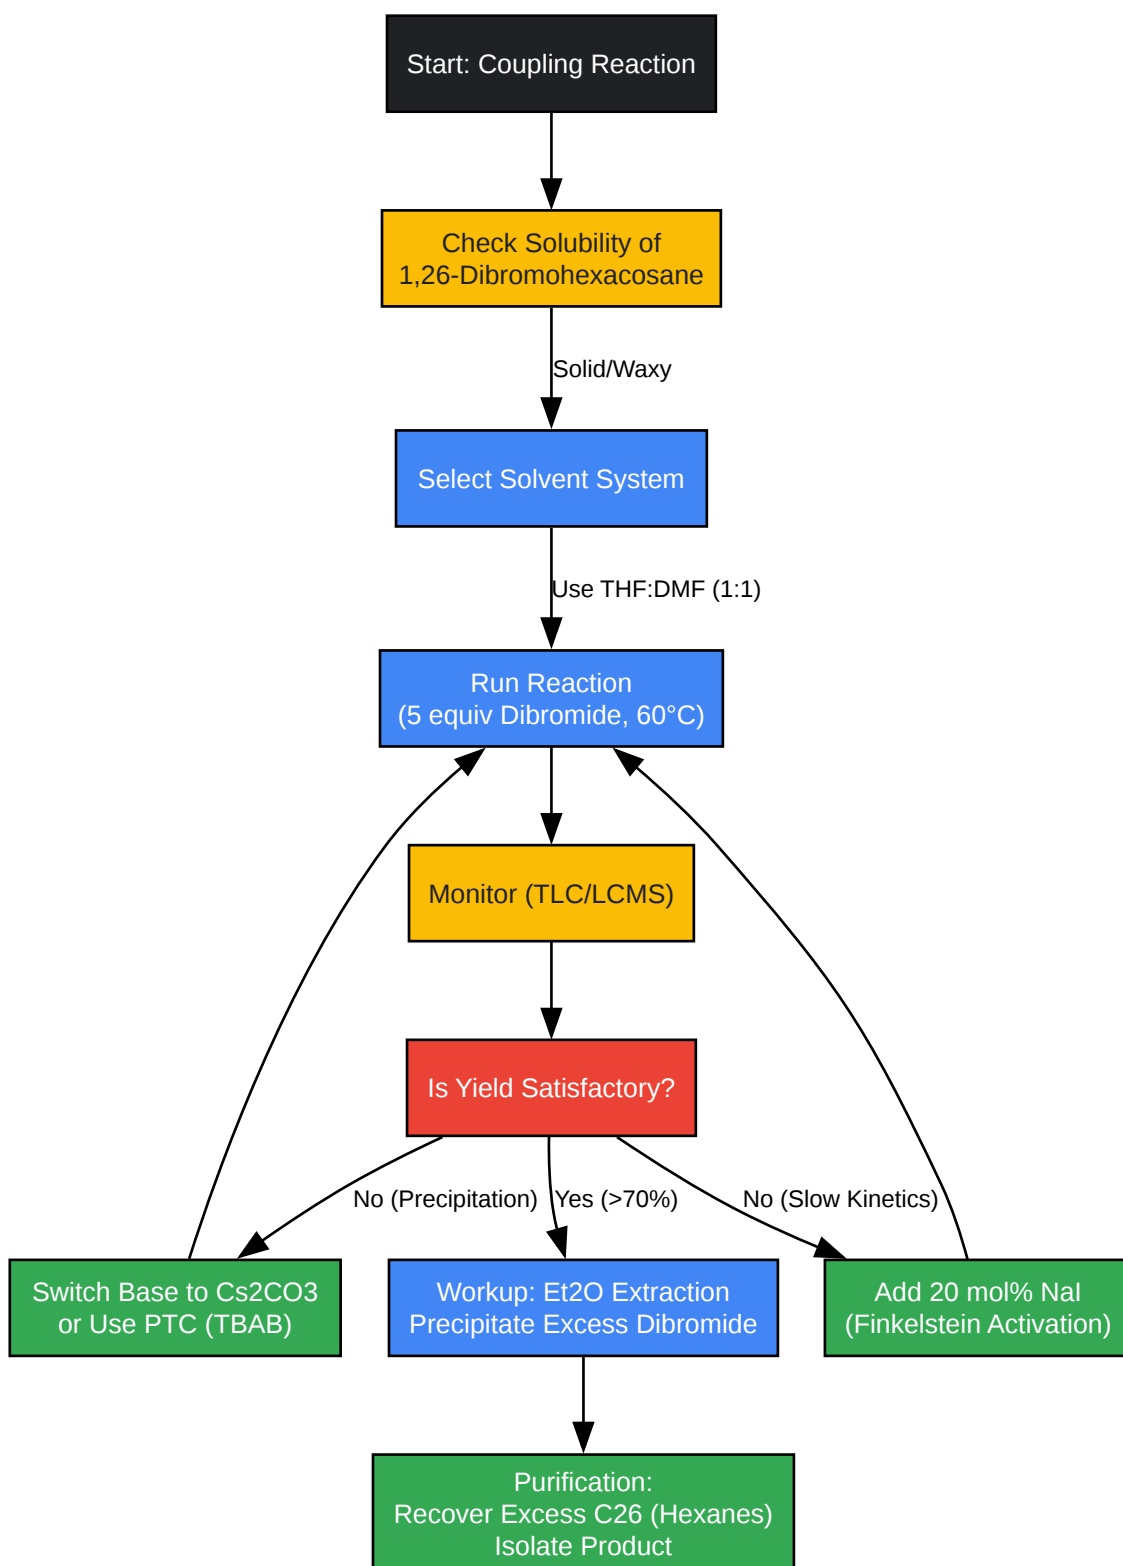 Start: Coupling Reaction
Check Solubility of
1,26-Dibromohexacosane
Solid/Waxy
Select Solvent System
Use THF:DMF (1:1)
Run Reaction
(5 equiv Dibromide, 60°C)
Monitor (TLC/LCMS)
Is Yield Satisfactory?
No (Precipitation)
Yes (>70%)
No (Slow Kinetics)
Switch Base to Cs2CO3
or Use PTC (TBAB)
Workup: Et2O Extraction
Precipitate Excess Dibromide
Add 20 mol% NaI
(Finkelstein Activation)
Purification:
Recover Excess C26 (Hexanes)
Isolate Product